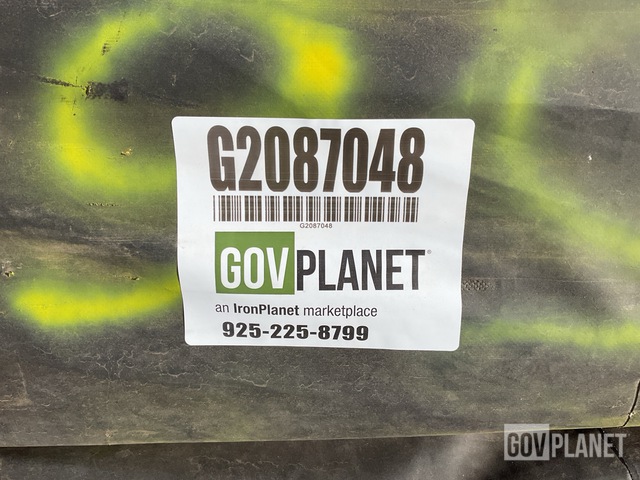 G2087048
G2087048
GOVPLANET®
an IronPlanet marketplace
925-225-8799
GOVPLANET